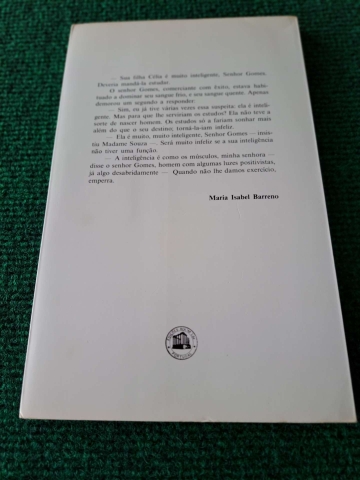 — Sua filha Célia é muito inteligente, Senhor Gomes.
Deveria mandá-la estudar.
O senhor Gomes, comerciante com êxito, estava habi-
tuado a dominar seu sangue frio, e seu sangue quente. Apenas
demorou um segundo a responder.
— Sim, eu já tive várias vezes essa suspeita: ela é inteli-
gente. Mas para que lhe serviriam os estudos? Ela não teve a
sorte de nascer homem. Os estudos só a fariam sonhar mais
além do que o seu destino; torná-la-iam infeliz.
— Ela é muito, muito inteligente, Senhor Gomes — insis-
tiu Madame Souza — Será muito infeliz se a sua inteligência
não tiver uma função.
— A inteligência é como os músculos, minha senhora —
disse o senhor Gomes, homem com algumas luzes positivistas,
já algo desabridamente — Quando não lhe damos exercício,
emperra.
Maria Isabel Barreno